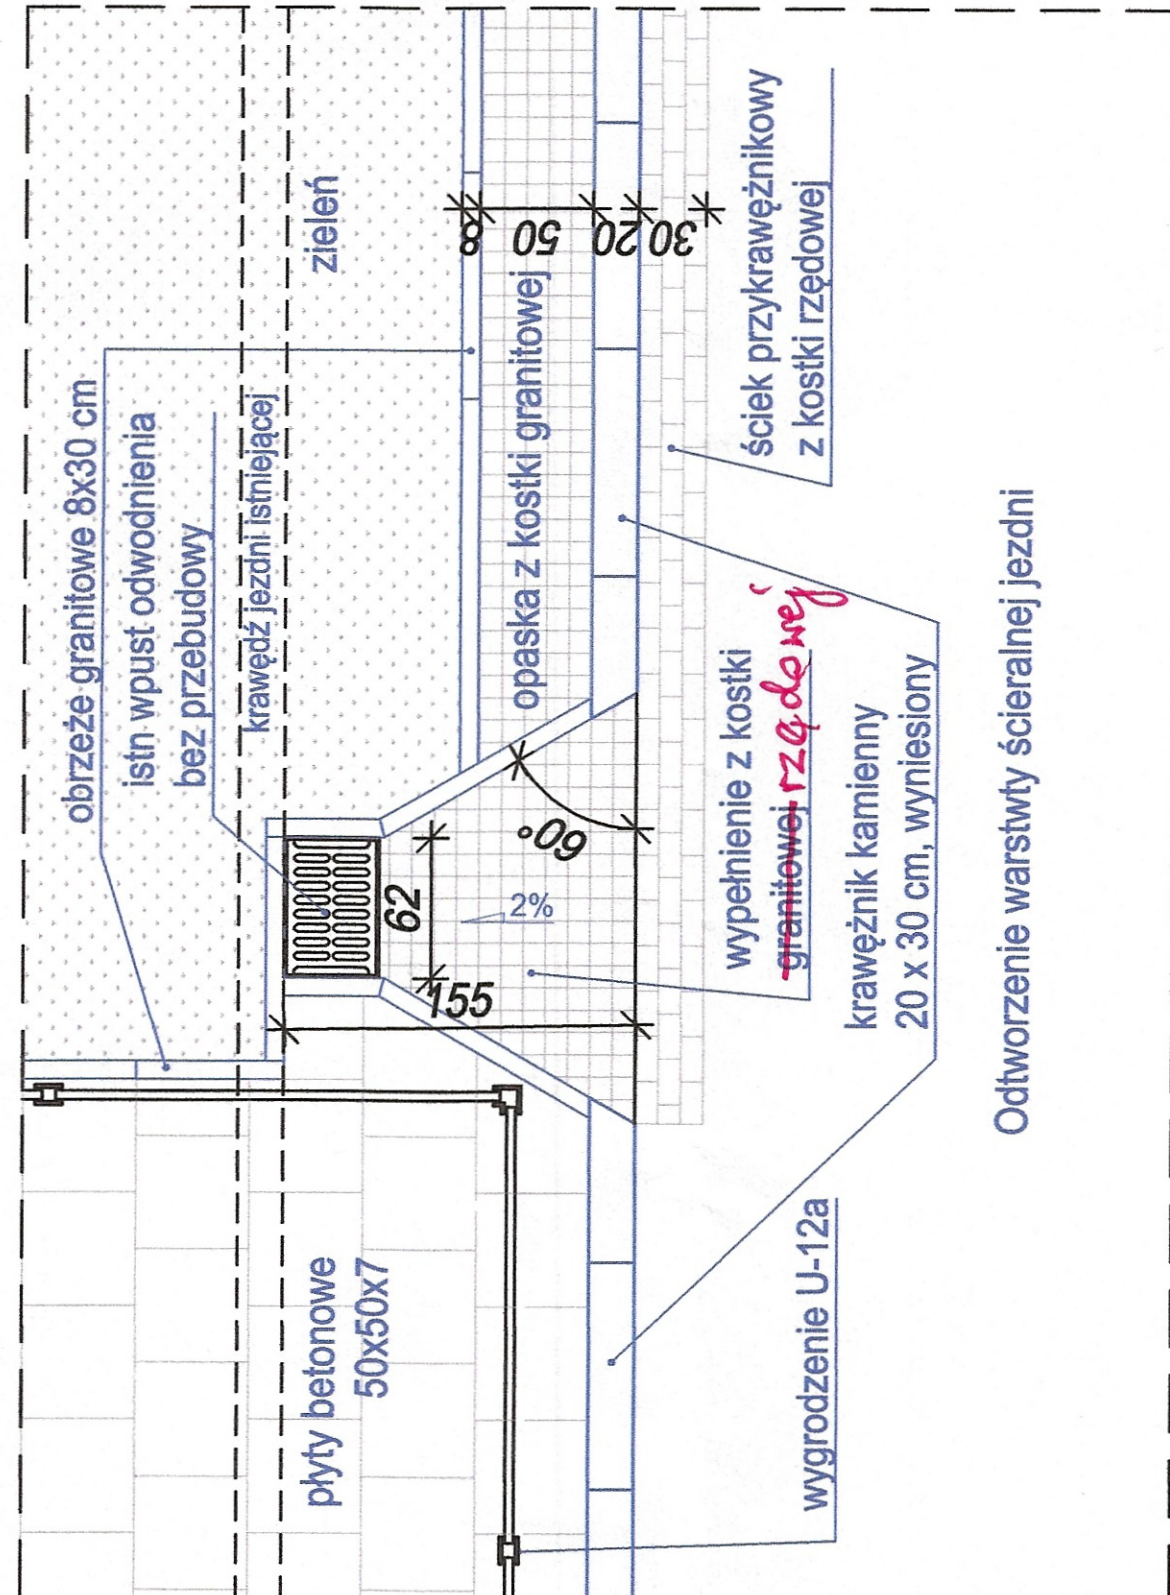 obrzeże granitowe 8x30 cm
istn wpust odwodnienia
bez przebudowy
krawędź jezdni istniejącej
zieleń
8
50
20
30
opaska z kostki granitowej
ściek przykrawężnikowy
z kostki rzędowej
62
155
60°
2%
wypełnienie z kostki
granitowej rzędowej
krawężnik kamienny
20 x 30 cm, wyniesiony
Odtworzenie warstwty ścieralnej jezdni
płyty betonowe
50x50x7
wygrodzenie U-12a